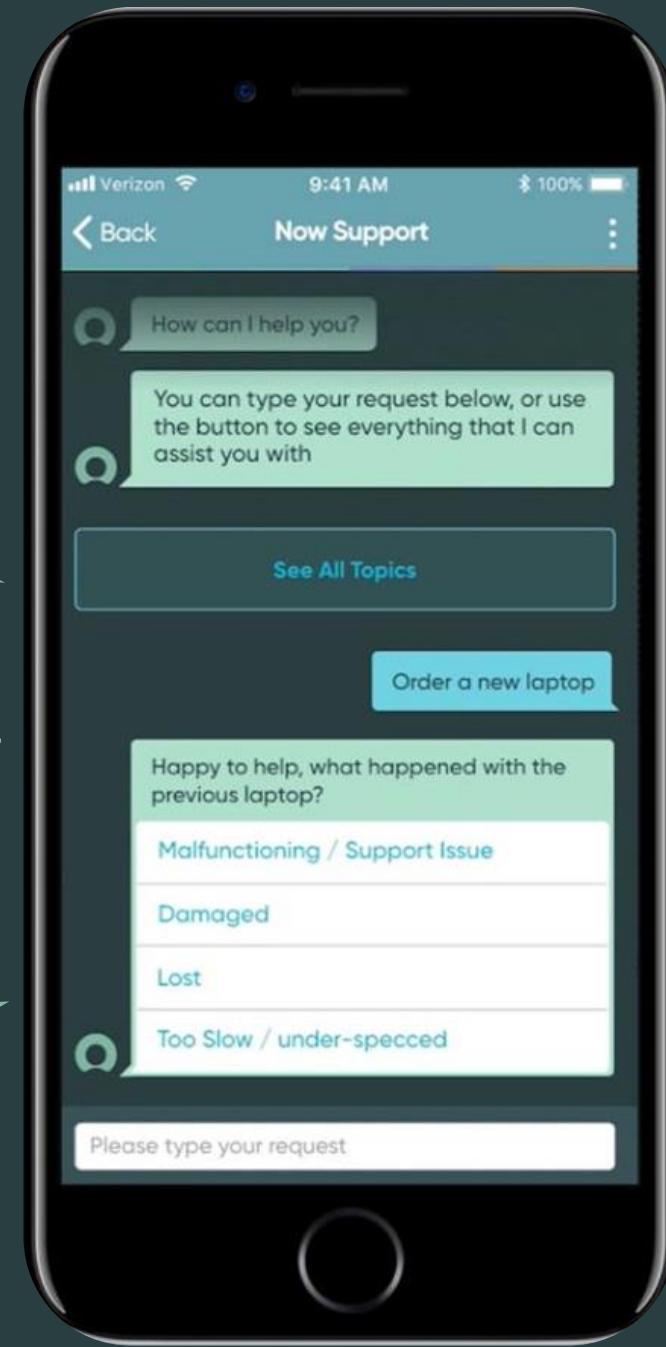 Verizon 9:41 AM 100%
Back Now Support
How can I help you?
You can type your request below, or use
the button to see everything that I can
assist you with
See All Topics
Order a new laptop
Happy to help, what happened with the
previous laptop?
Malfunctioning / Support Issue
Damaged
Lost
Too Slow / under-specced
Please type your request